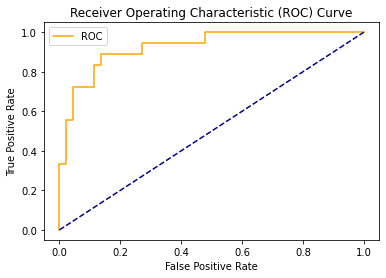 Receiver Operating Characteristic (ROC) Curve
ROC
True Positive Rate
1.0
0.8
0.6
0.4
0.2
0.0
0.0 0.2 0.4 0.6 0.8 1.0
False Positive Rate